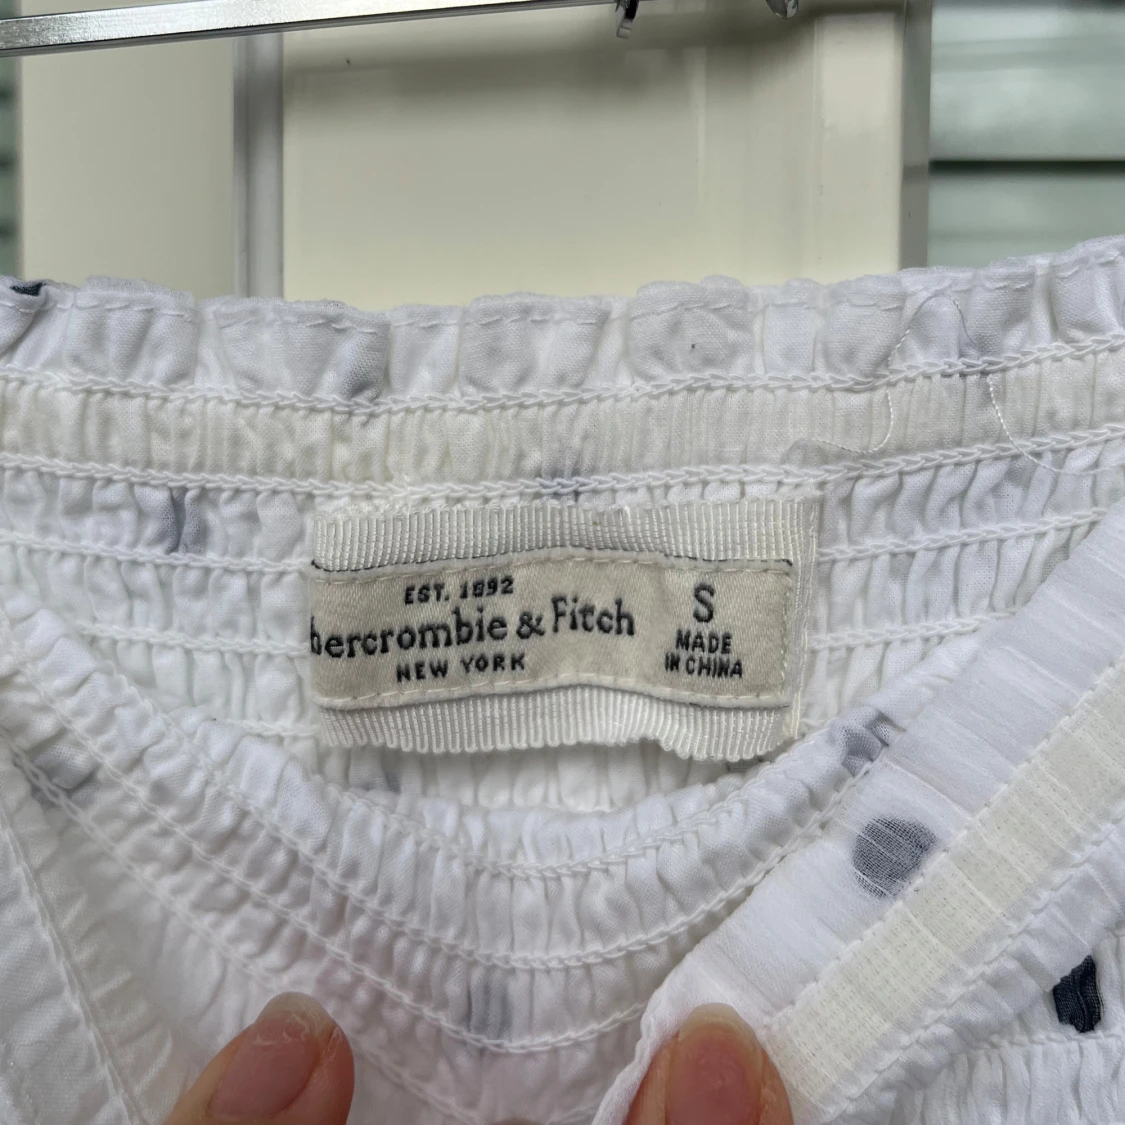 EST. 1892
bercrombie & Fitch
NEW YORK
S
MADE
IN CHINA